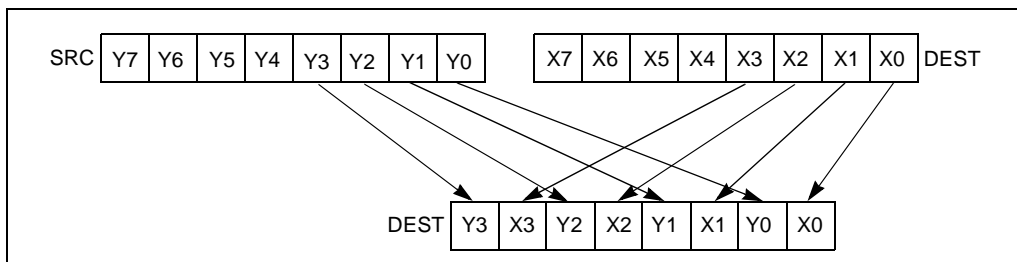 SRC Y7 Y6 Y5 Y4 Y3 Y2 Y1 Y0 X7 X6 X5 X4 X3 X2 X1 X0 DEST
DEST Y3 X3 Y2 X2 Y1 X1 Y0 X0